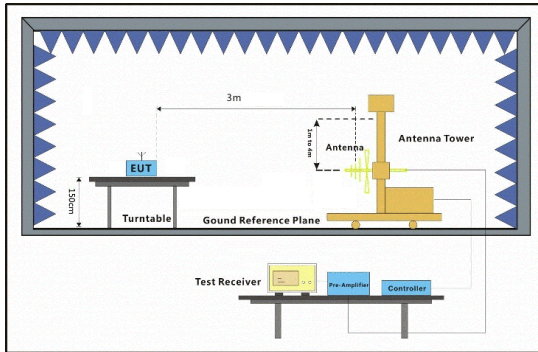 3m
1m to 4m
Antenna
Antenna Tower
EUT
150cm
Turntable
Gound Reference Plane
Test Receiver
Pre-Amplifier
Controller